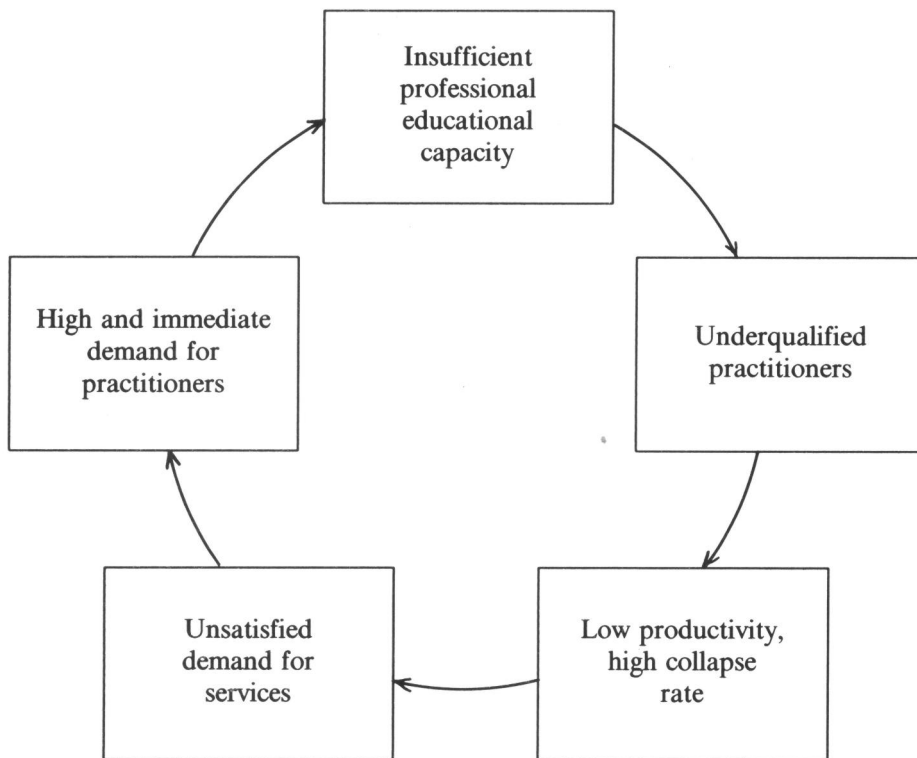 Insufficient
professional
educational
capacity
Underqualified
practitioners
Low productivity,
high collapse
rate
Unsatisfied
demand for
services
High and immediate
demand for
practitioners